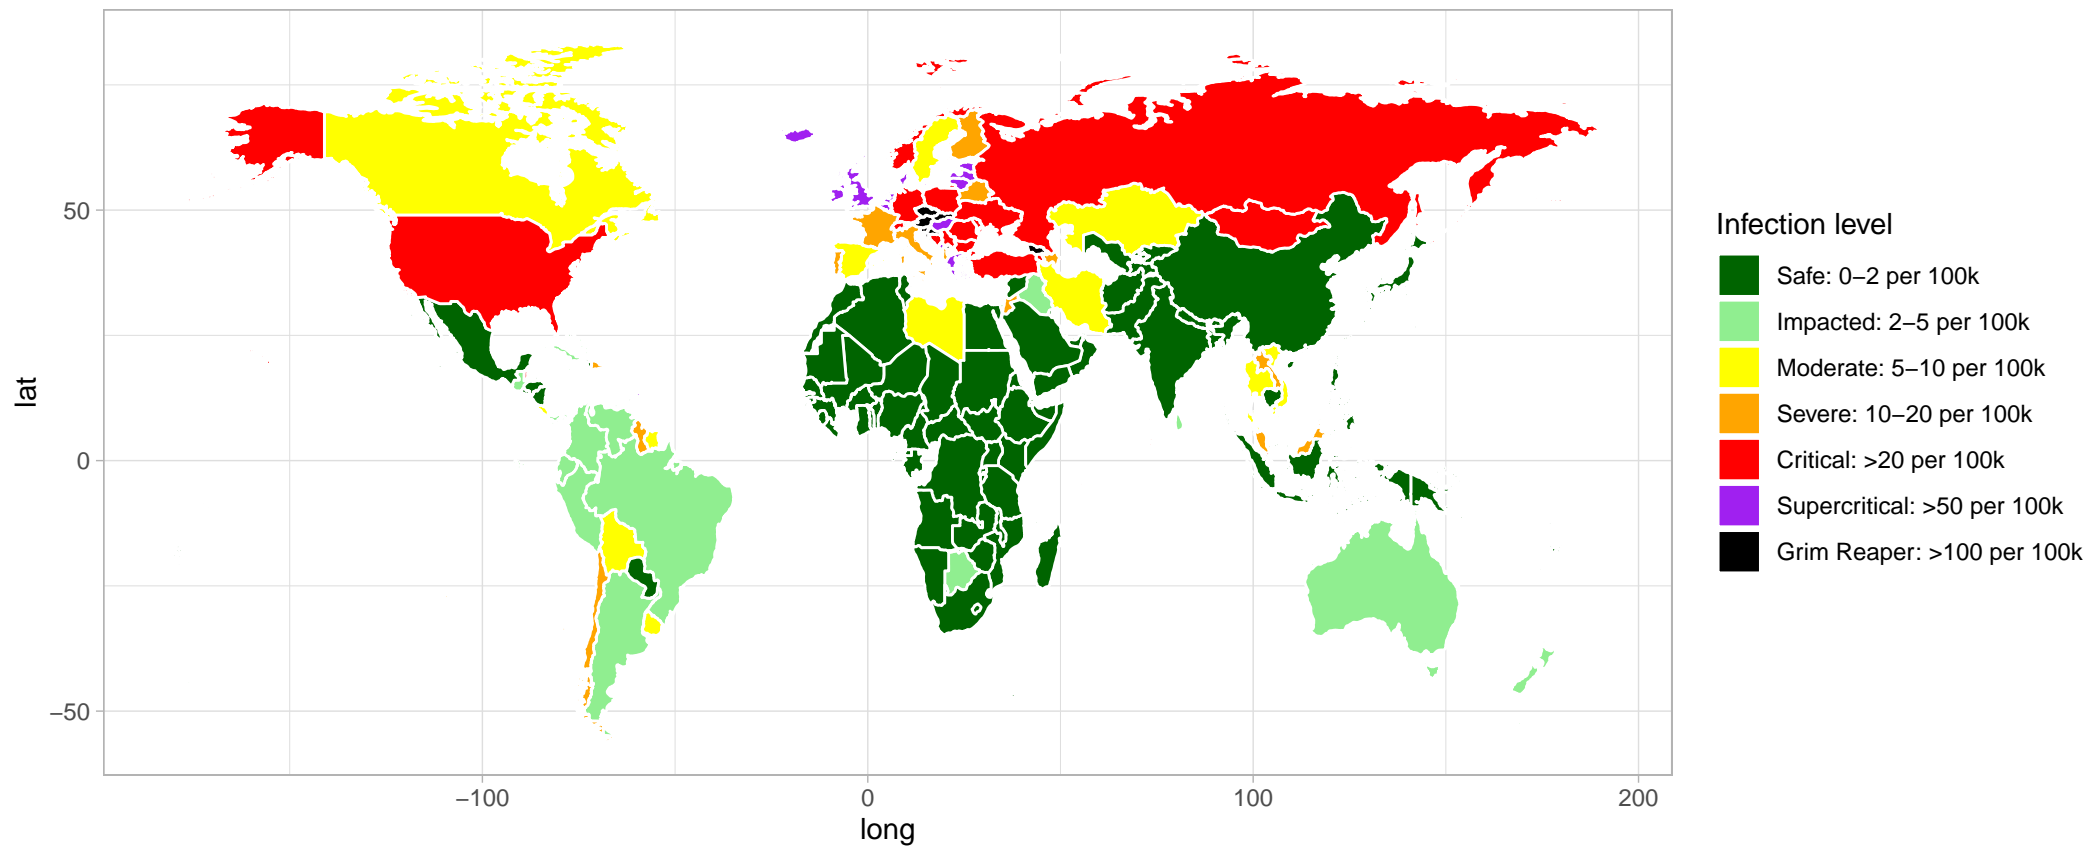 50
0
−50
lat
−100
0
100
200
long
Infection level
Safe: 0−2 per 100k
Impacted: 2−5 per 100k
Moderate: 5−10 per 100k
Severe: 10−20 per 100k
Critical: >20 per 100k
Supercritical: >50 per 100k
Grim Reaper: >100 per 100k